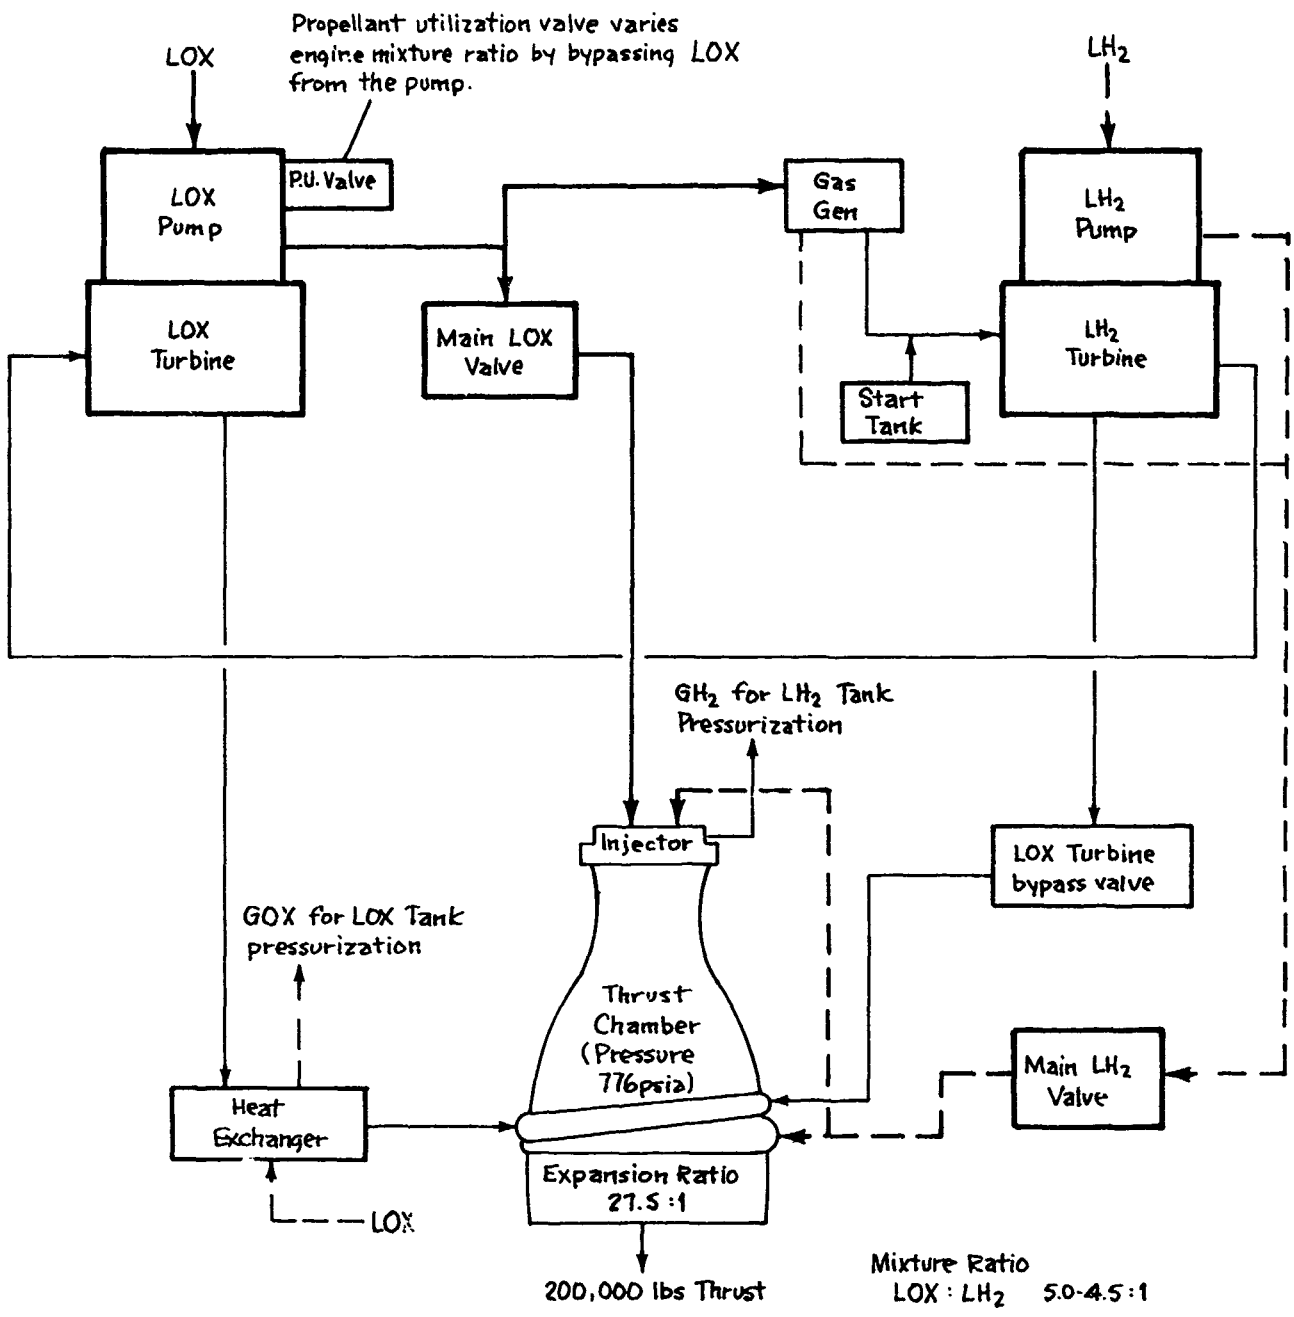 Propellant utilization valve varies
engine mixture ratio by bypassing LOX
from the pump.
LOX
LH₂
LOX
Pump
P.U. Valve
Gas
Gen
LH₂
Pump
LOX
Turbine
Main LOX
Valve
LH₂
Turbine
Start
Tank
GH₂ for LH₂ Tank
Pressurization
Injector
LOX Turbine
bypass valve
GOX for LOX Tank
pressurization
Thrust
Chamber
(Pressure
776psia)
Main LH₂
Valve
Heat
Exchanger
Expansion Ratio
27.5:1
LOX
200,000 lbs Thrust
Mixture Ratio
LOX : LH₂ 5.0-4.5:1